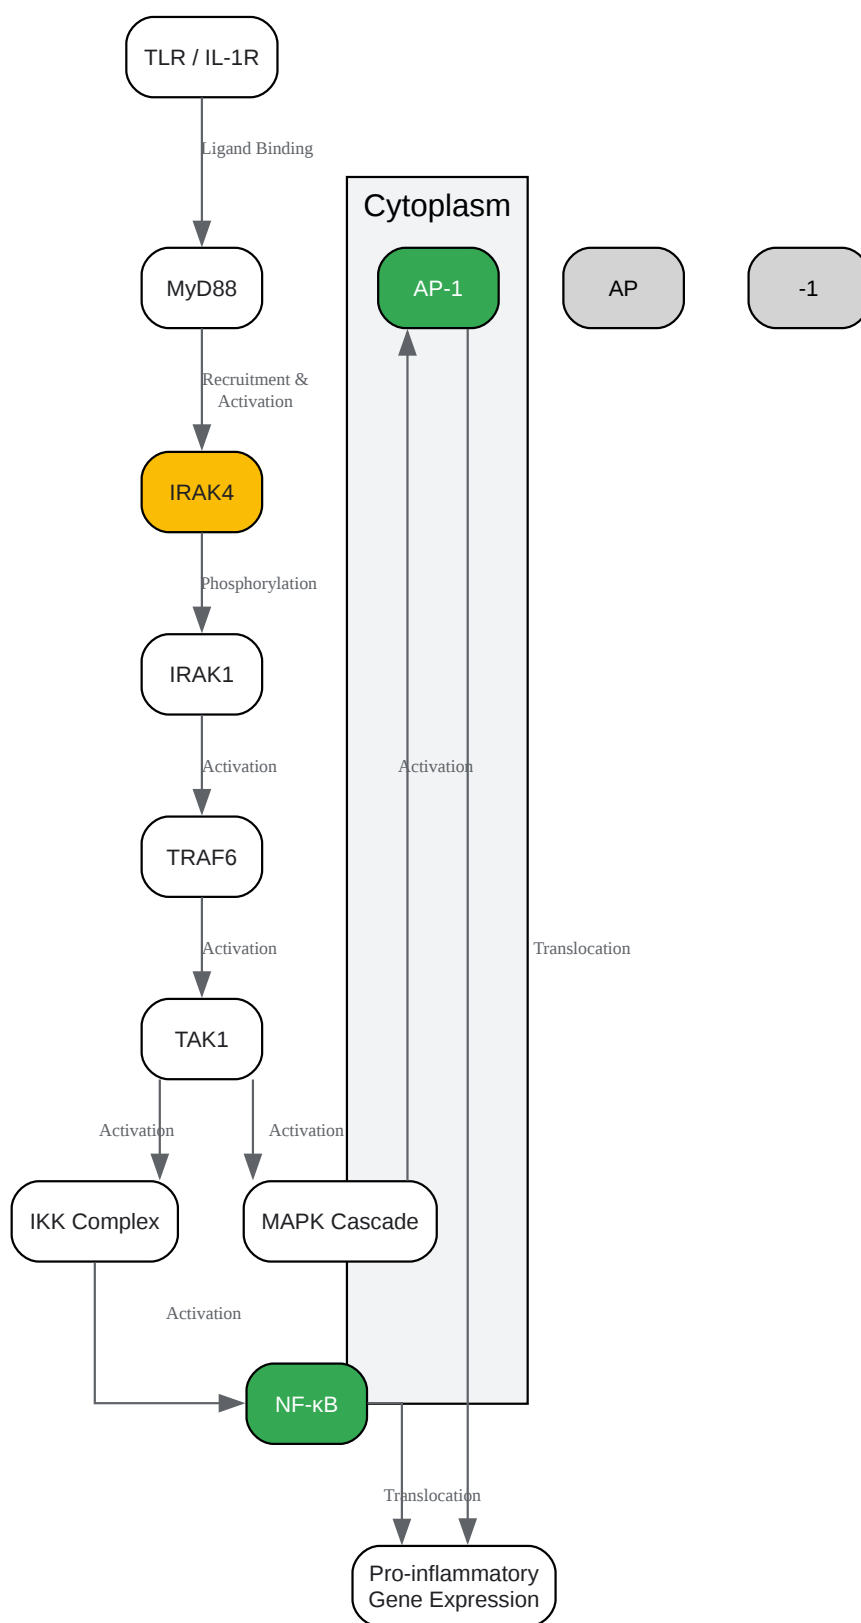 TLR / IL-1R
Ligand Binding
Cytoplasm
MyD88
AP-1
AP
-1
Recruitment &
Activation
IRAK4
Phosphorylation
IRAK1
Activation
Activation
TRAF6
Activation
Translocation
TAK1
Activation
Activation
IKK Complex
MAPK Cascade
Activation
NF-κB
Translocation
Pro-inflammatory
Gene Expression